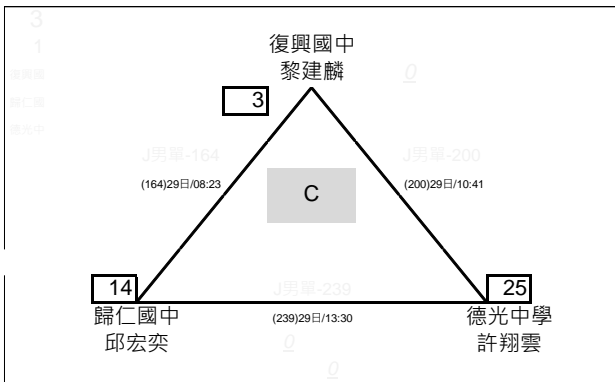 3
1
復興國
歸仁國
德光中
復興國中
黎建麟
0
3
J男單-164
J男單-200
(164)29日/08:23
(200)29日/10:41
C
14
25
J男單-239
歸仁國中
(239)29日/13:30
德光中學
邱宏奕
0
許翔雲
0